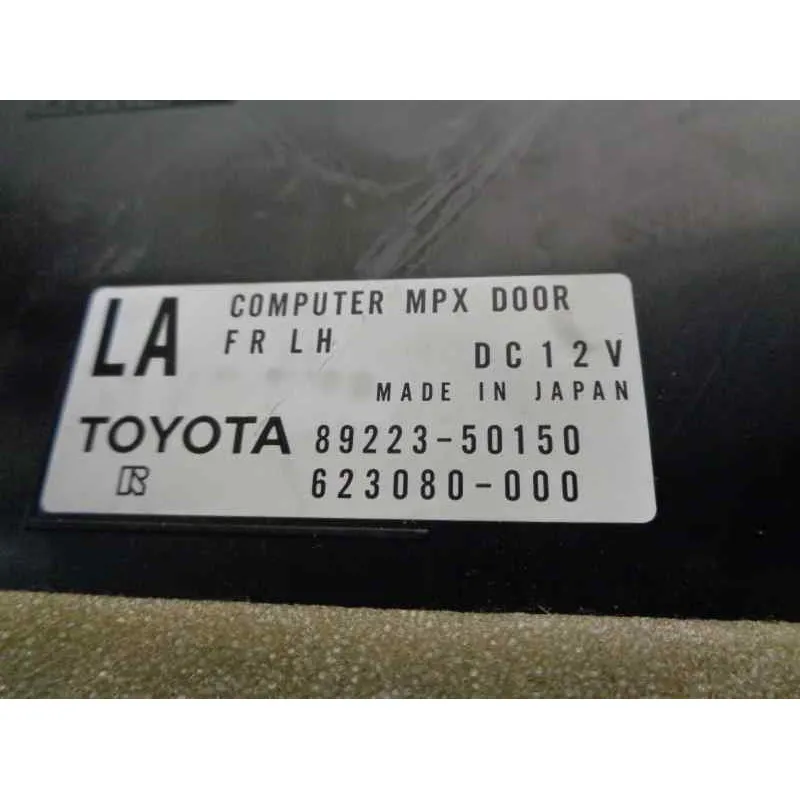 LA COMPUTER MPX DOOR
FR LH
DC12V
MADE IN JAPAN
TOYOTA 89223-50150
R 623080-000